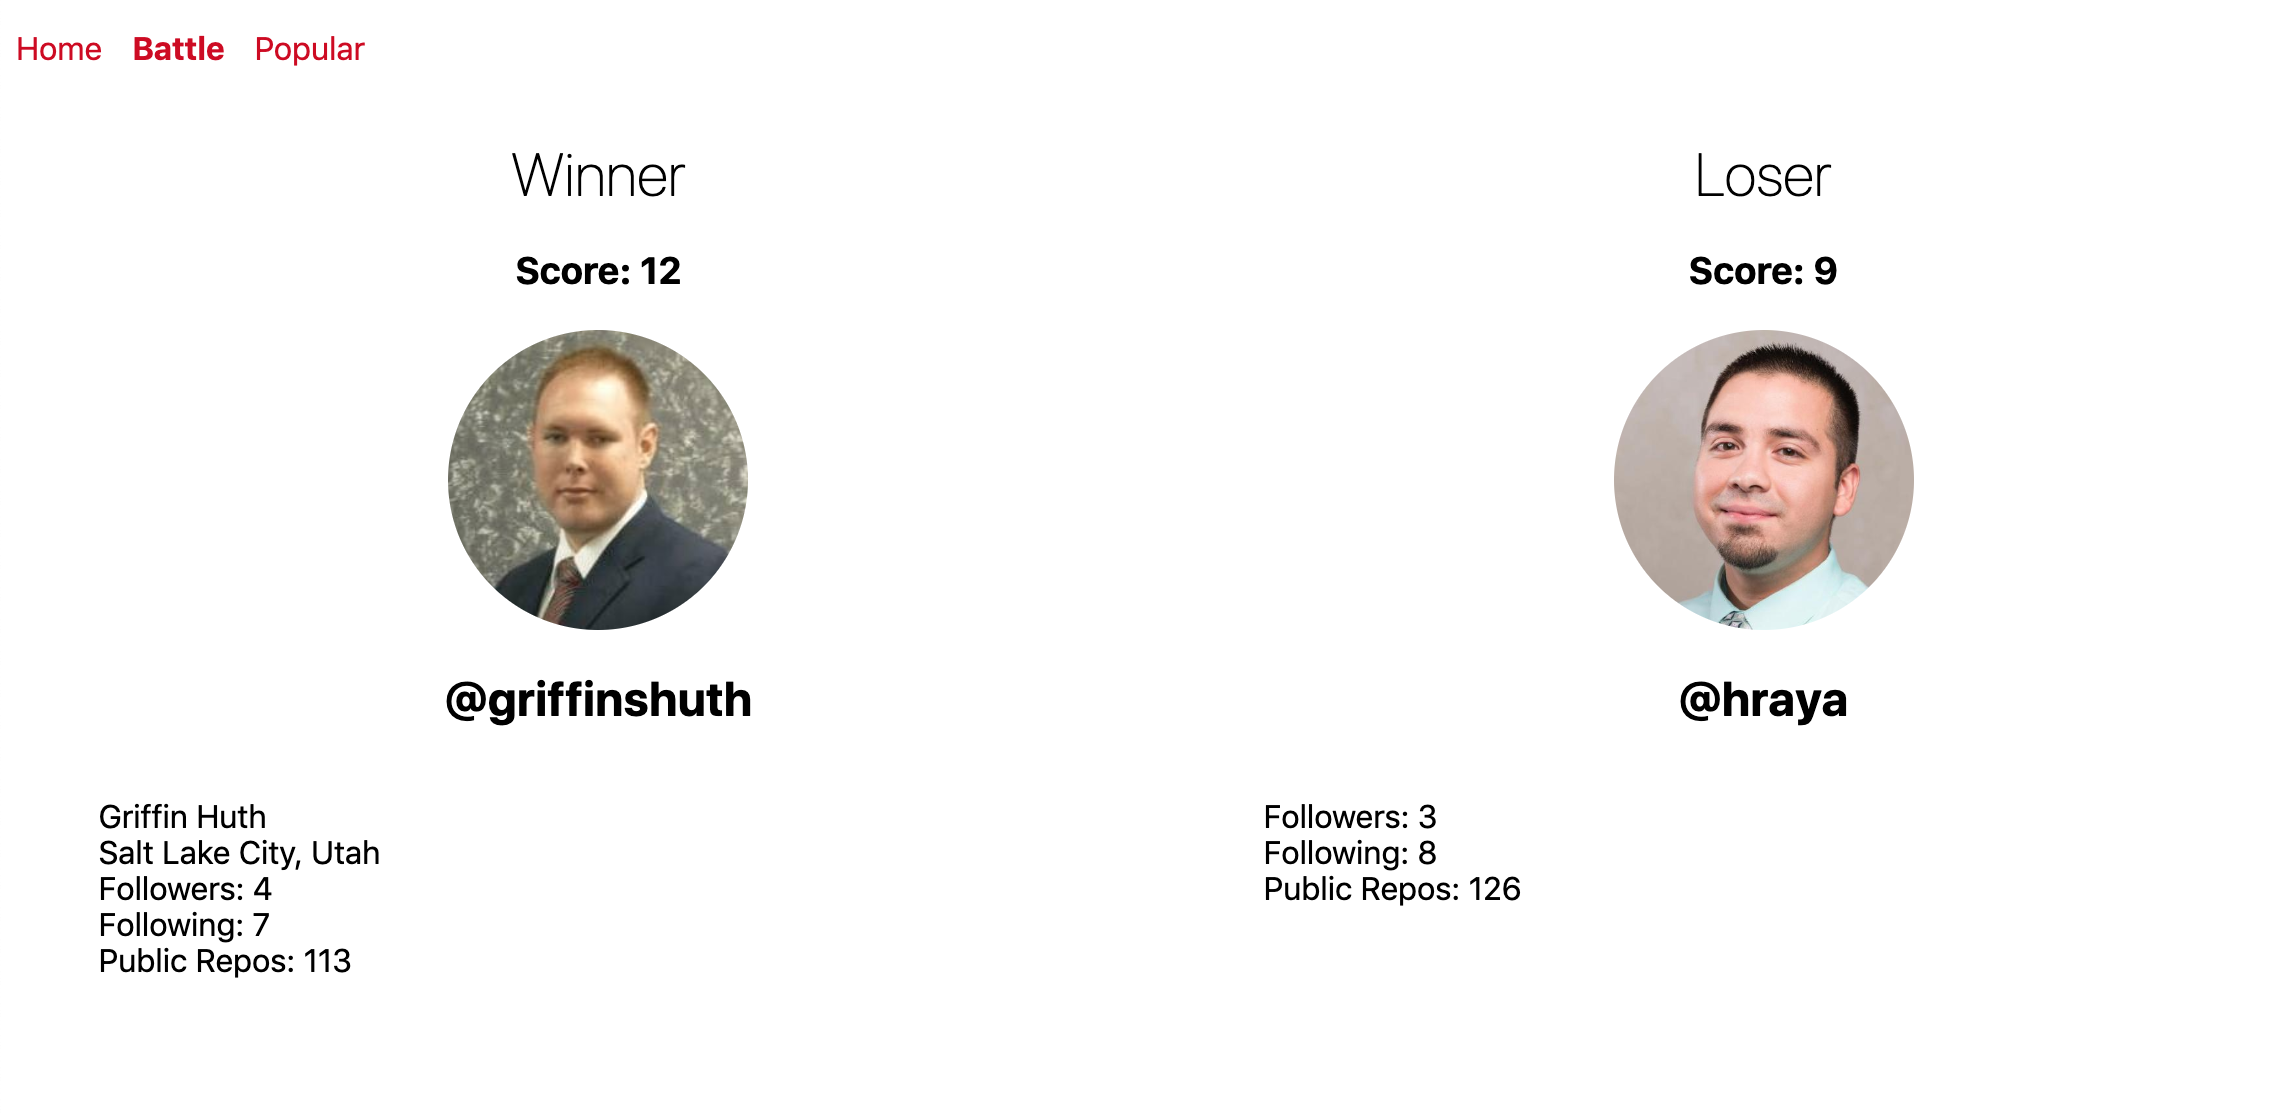 Home Battle Popular
Winner
Score: 12
@griffinshuth
Griffin Huth
Salt Lake City, Utah
Followers: 4
Following: 7
Public Repos: 113
Loser
Score: 9
@hraya
Followers: 3
Following: 8
Public Repos: 126